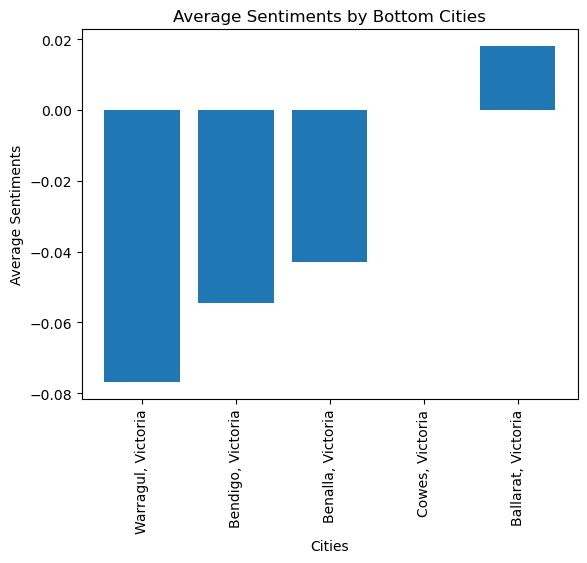 Average Sentiments by Bottom Cities
0.02
0.00
−0.02
−0.04
−0.06
−0.08
Average Sentiments
Warragul, Victoria
Bendigo, Victoria
Benalla, Victoria
Cowes, Victoria
Ballarat, Victoria
Cities